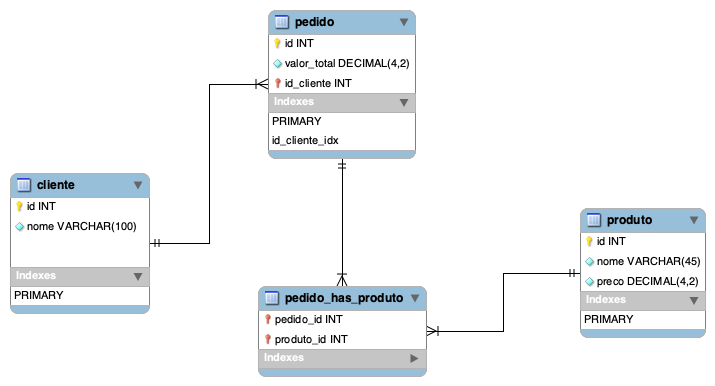 pedido
id INT
valor_total DECIMAL(4,2)
id_cliente INT
Indexes
PRIMARY
id_cliente_idx
cliente
id INT
nome VARCHAR(100)
Indexes
PRIMARY
produto
id INT
nome VARCHAR(45)
preco DECIMAL(4,2)
Indexes
PRIMARY
pedido_has_produto
pedido_id INT
produto_id INT
Indexes